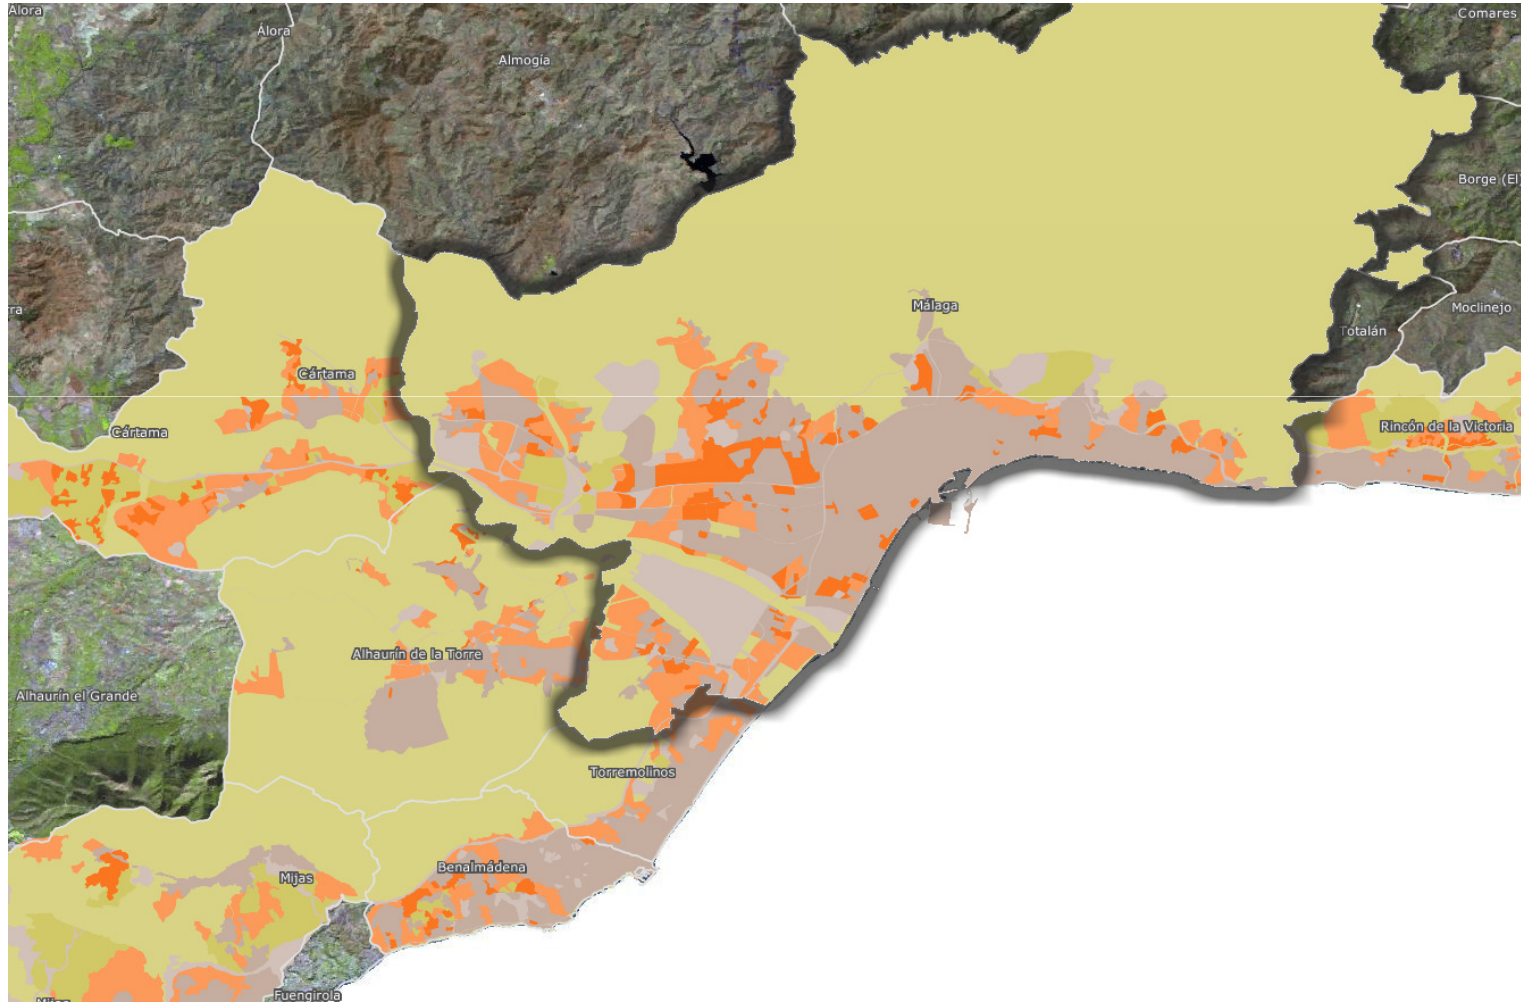 Alora
Álora
Almogía
Comares
Borge (El)
Málaga
Moclinejo
Totalán
Cártama
Rincón de la Victoria
Cártama
Alhaurín de la Torre
Alhaurín el Grande
Torremolinos
Benalmádena
Mijas
Fuengirola
Mijas